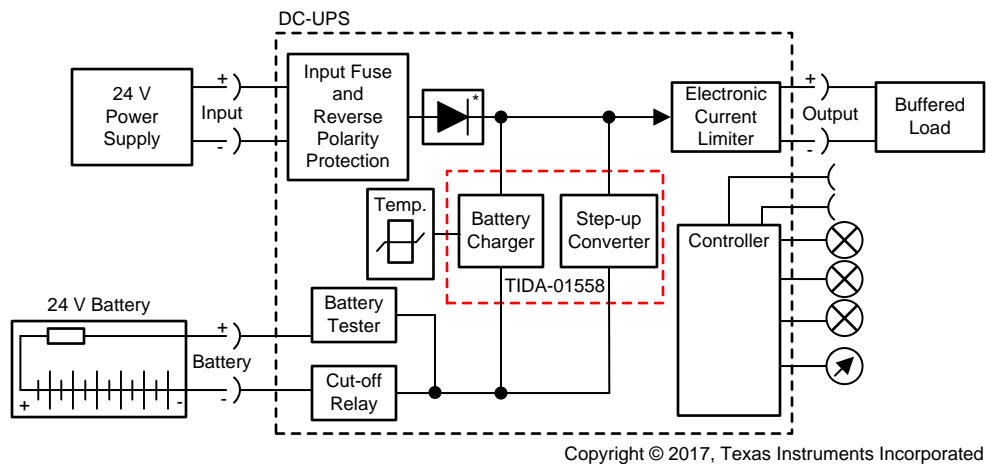 DC-UPS
24 V
Power
Supply
+
Input
-
Input Fuse
and
Reverse
Polarity
Protection
*
Electronic
Current
Limiter
+
Output
-
Buffered
Load
Temp.
Battery
Charger
Step-up
Converter
TIDA-01558
Controller
24 V Battery
+
-
+
Battery
-
Battery
Tester
Cut-off
Relay
Copyright © 2017, Texas Instruments Incorporated